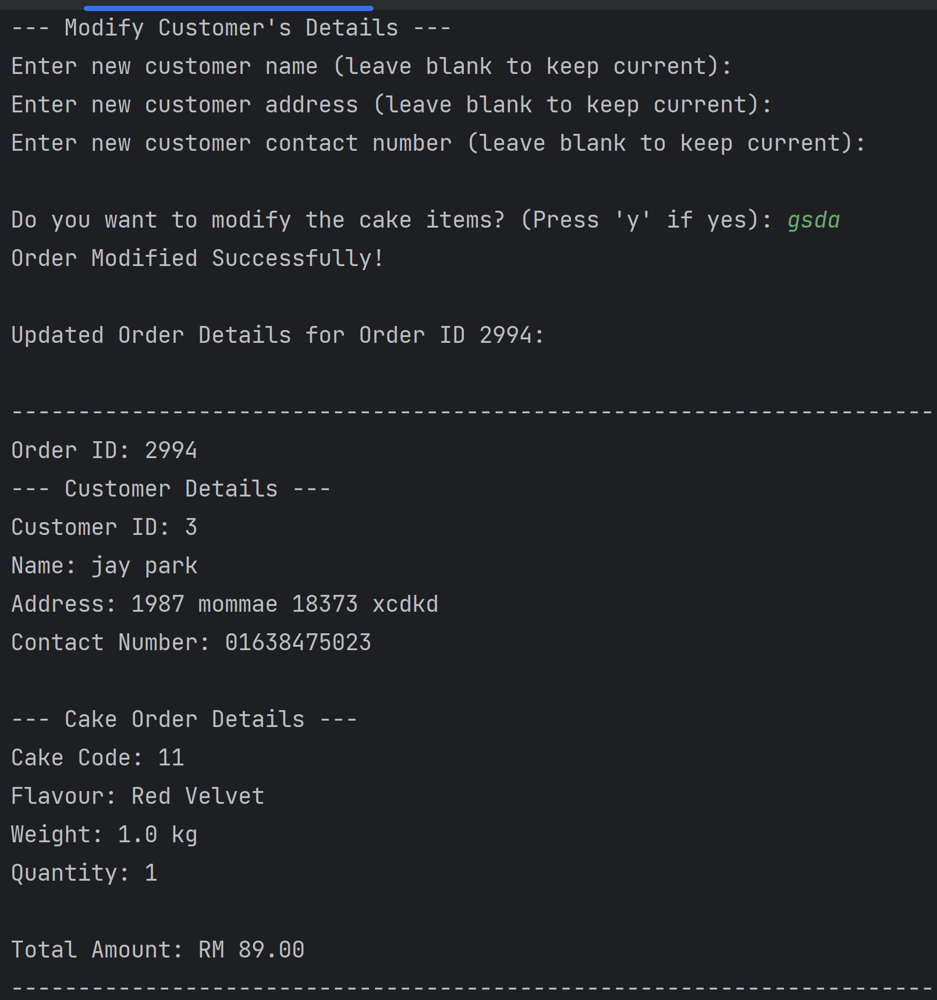 --- Modify Customer's Details ---
Enter new customer name (leave blank to keep current):
Enter new customer address (leave blank to keep current):
Enter new customer contact number (leave blank to keep current):
Do you want to modify the cake items? (Press 'y' if yes): gsda
Order Modified Successfully!
Updated Order Details for Order ID 2994:
---------------------------------------------------------------------
Order ID: 2994
--- Customer Details ---
Customer ID: 3
Name: jay park
Address: 1987 mommae 18373 xcdkd
Contact Number: 01638475023
--- Cake Order Details ---
Cake Code: 11
Flavour: Red Velvet
Weight: 1.0 kg
Quantity: 1
Total Amount: RM 89.00
---------------------------------------------------------------------